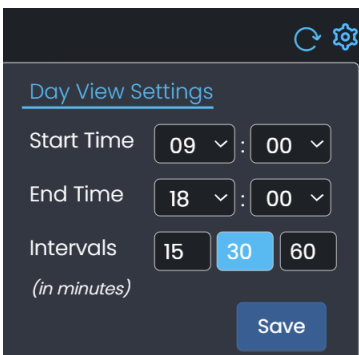 Day View Settings
Start Time 09 : 00
End Time 18 : 00
Intervals 15 30 60
(in minutes)
Save